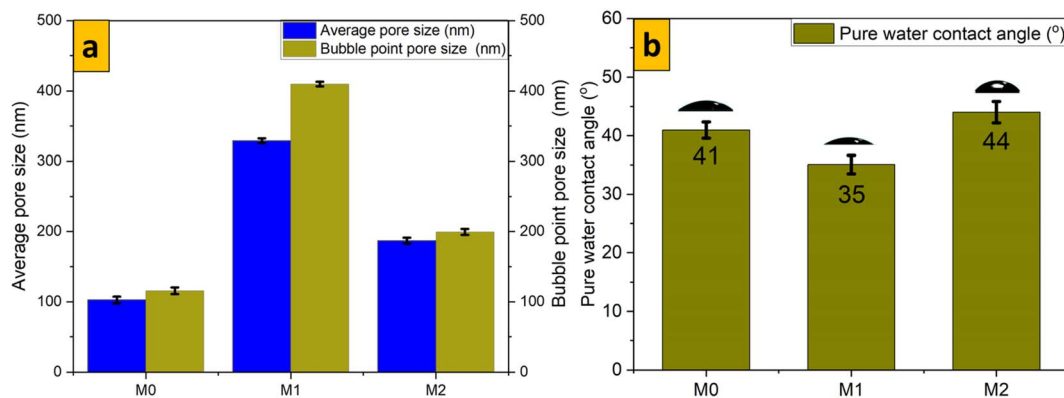 a
Average pore size (nm)
Bubble point pore size (nm)
500
400
300
200
100
0
Average pore size (nm)
500
400
300
200
100
0
Bubble point pore size (nm)
M0
M1
M2
b
Pure water contact angle (°)
60
50
40
30
20
10
0
Pure water contact angle (°)
41
35
44
M0
M1
M2